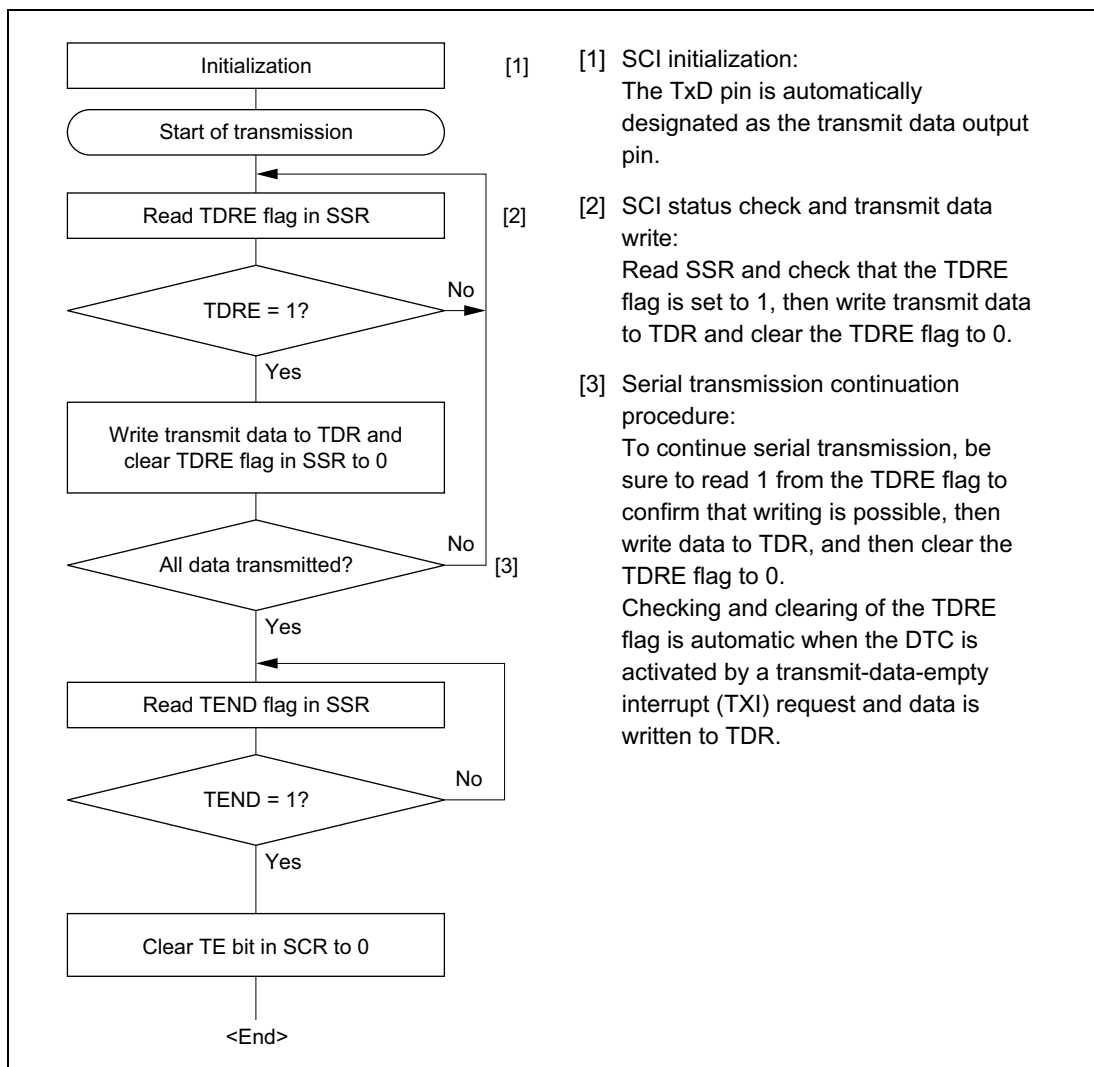 Initialization
[1]
Start of transmission
Read TDRE flag in SSR
[2]
TDRE = 1?
No
Yes
Write transmit data to TDR and
clear TDRE flag in SSR to 0
All data transmitted?
No
[3]
Yes
Read TEND flag in SSR
TEND = 1?
No
Yes
Clear TE bit in SCR to 0
<End>
[1] SCI initialization:
The TxD pin is automatically
designated as the transmit data output
pin.
[2] SCI status check and transmit data
write:
Read SSR and check that the TDRE
flag is set to 1, then write transmit data
to TDR and clear the TDRE flag to 0.
[3] Serial transmission continuation
procedure:
To continue serial transmission, be
sure to read 1 from the TDRE flag to
confirm that writing is possible, then
write data to TDR, and then clear the
TDRE flag to 0.
Checking and clearing of the TDRE
flag is automatic when the DTC is
activated by a transmit-data-empty
interrupt (TXI) request and data is
written to TDR.